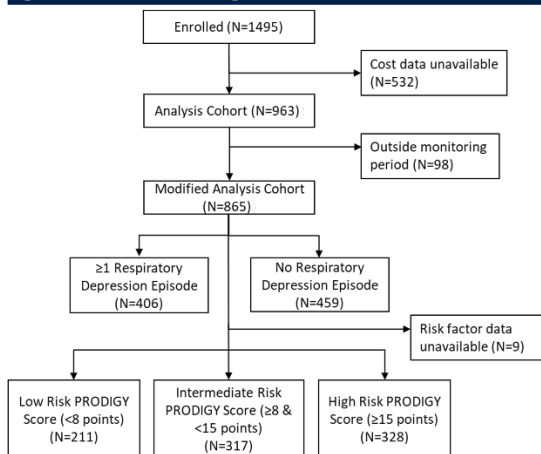 Enrolled (N=1495)
Cost data unavailable
(N=532)
Analysis Cohort (N=963)
Outside monitoring
period (N=98)
Modified Analysis Cohort
(N=865)
≥1 Respiratory
Depression Episode
(N=406)
No Respiratory
Depression Episode
(N=459)
Risk factor data
unavailable (N=9)
Low Risk PRODIGY
Score (<8 points)
(N=211)
Intermediate Risk
PRODIGY Score (≥8 &
<15 points)
(N=317)
High Risk PRODIGY
Score (≥15 points)
(N=328)